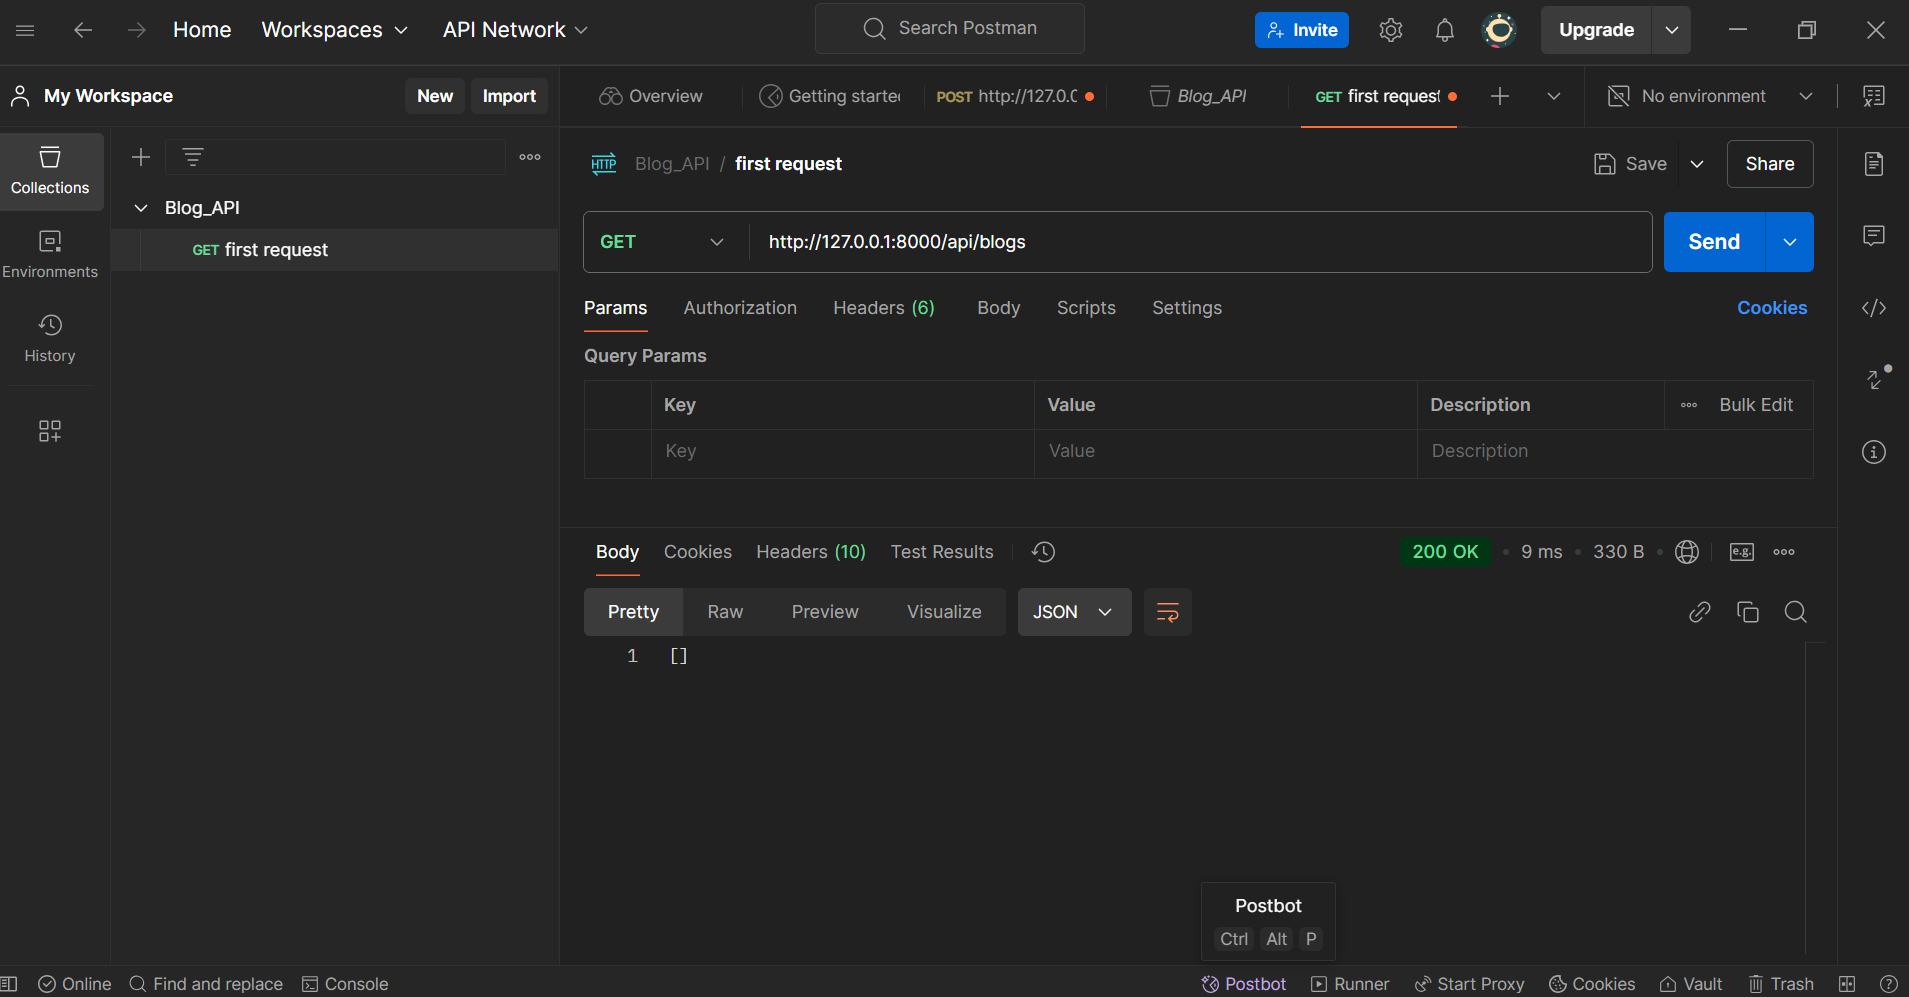 Home Workspaces API Network Search Postman Invite Upgrade
My Workspace New Import
Overview Getting starte POST http://127.0. Blog_API GET first request No environment
Collections
Environments
History
Blog_API
GET first request
HTTP Blog_API / first request Save Share
GET http://127.0.0.1:8000/api/blogs Send
Params Authorization Headers (6) Body Scripts Settings Cookies
Query Params
Key Value Description Bulk Edit
Key Value Description
Body Cookies Headers (10) Test Results 200 OK 9 ms 330 B e.g.
Pretty Raw Preview Visualize JSON
1 []
Postbot
Ctrl Alt P
Online Find and replace Console Postbot Runner Start Proxy Cookies Vault Trash